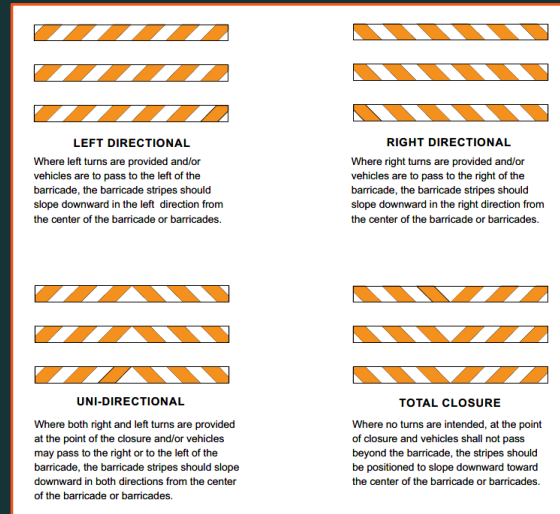 LEFT DIRECTIONAL
Where left turns are provided and/or
vehicles are to pass to the left of the
barricade, the barricade stripes should
slope downward in the left direction from
the center of the barricade or barricades.
RIGHT DIRECTIONAL
Where right turns are provided and/or
vehicles are to pass to the right of the
barricade, the barricade stripes should
slope downward in the right direction from
the center of the barricade or barricades.
UNI-DIRECTIONAL
Where both right and left turns are provided
at the point of the closure and/or vehicles
may pass to the right or to the left of the
barricade, the barricade stripes should slope
downward in both directions from the center
of the barricade or barricades.
TOTAL CLOSURE
Where no turns are intended, at the point
of closure and vehicles shall not pass
beyond the barricade, the stripes should
be positioned to slope downward toward
the center of the barricade or barricades.